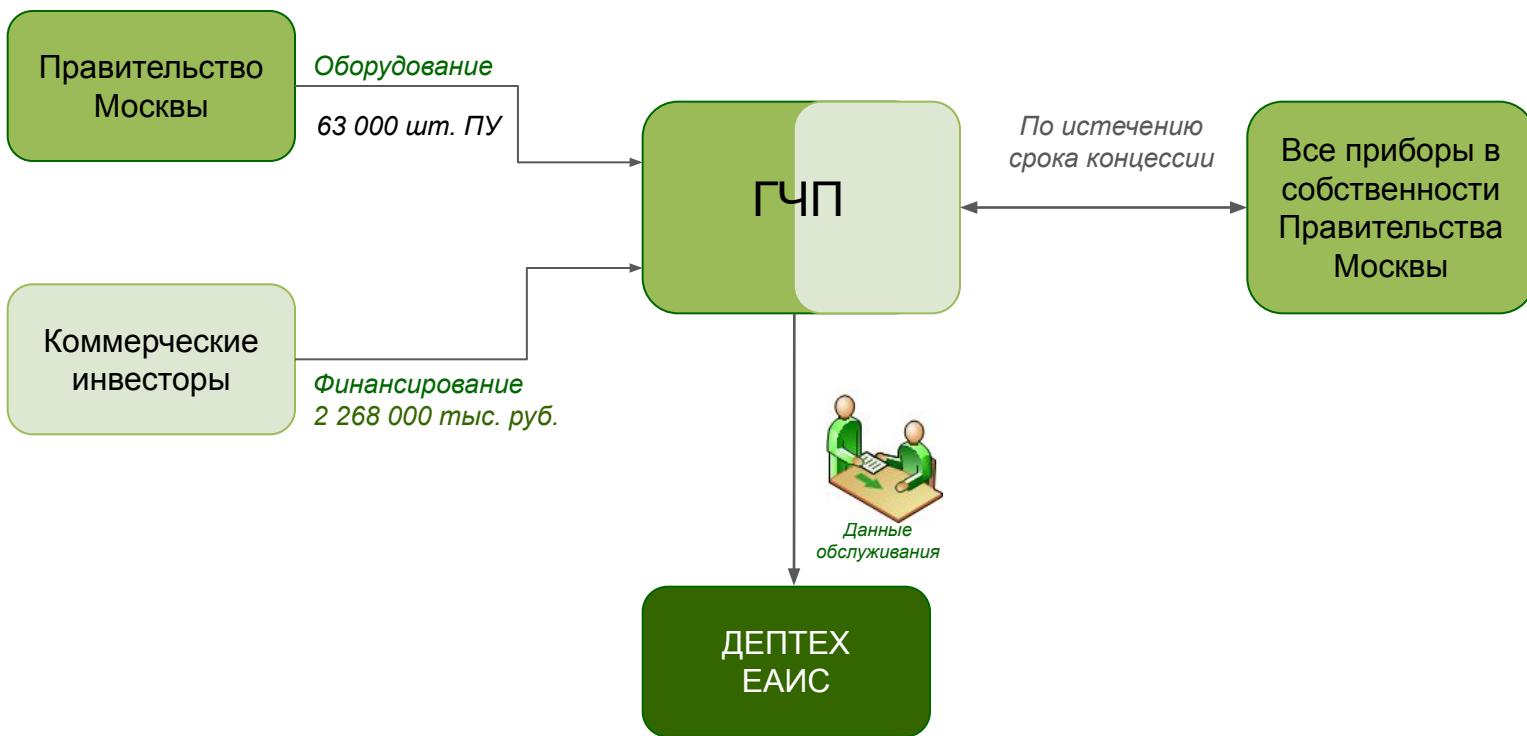 Правительство
Москвы
Оборудование
63 000 шт. ПУ
Коммерческие
инвесторы
Финансирование
2 268 000 тыс. руб.
ГЧП
По истечению
срока концессии
Все приборы в
собственности
Правительства
Москвы
Данные
обслуживания
ДЕПТЕХ
ЕАИС